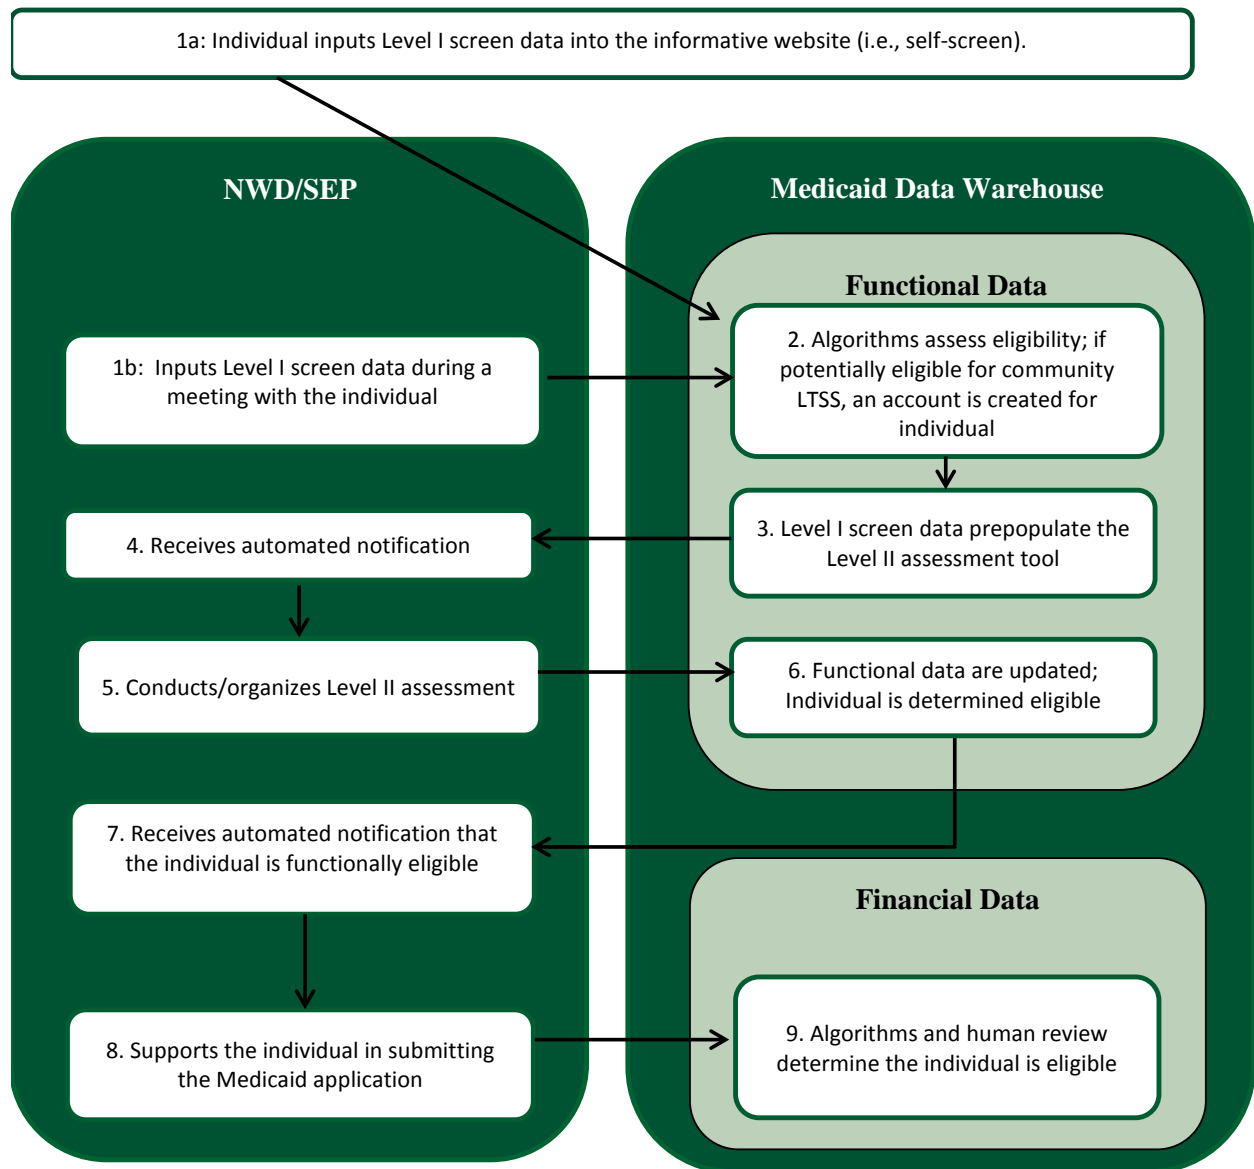 1a: Individual inputs Level I screen data into the informative website (i.e., self-screen).
NWD/SEP
Medicaid Data Warehouse
Functional Data
1b:  Inputs Level I screen data during a
meeting with the individual
2. Algorithms assess eligibility; if
potentially eligible for community
LTSS, an account is created for
individual
3. Level I screen data prepopulate the
Level II assessment tool
4. Receives automated notification
5. Conducts/organizes Level II assessment
6. Functional data are updated;
Individual is determined eligible
7. Receives automated notification that
the individual is functionally eligible
Financial Data
8. Supports the individual in submitting
the Medicaid application
9. Algorithms and human review
determine the individual is eligible